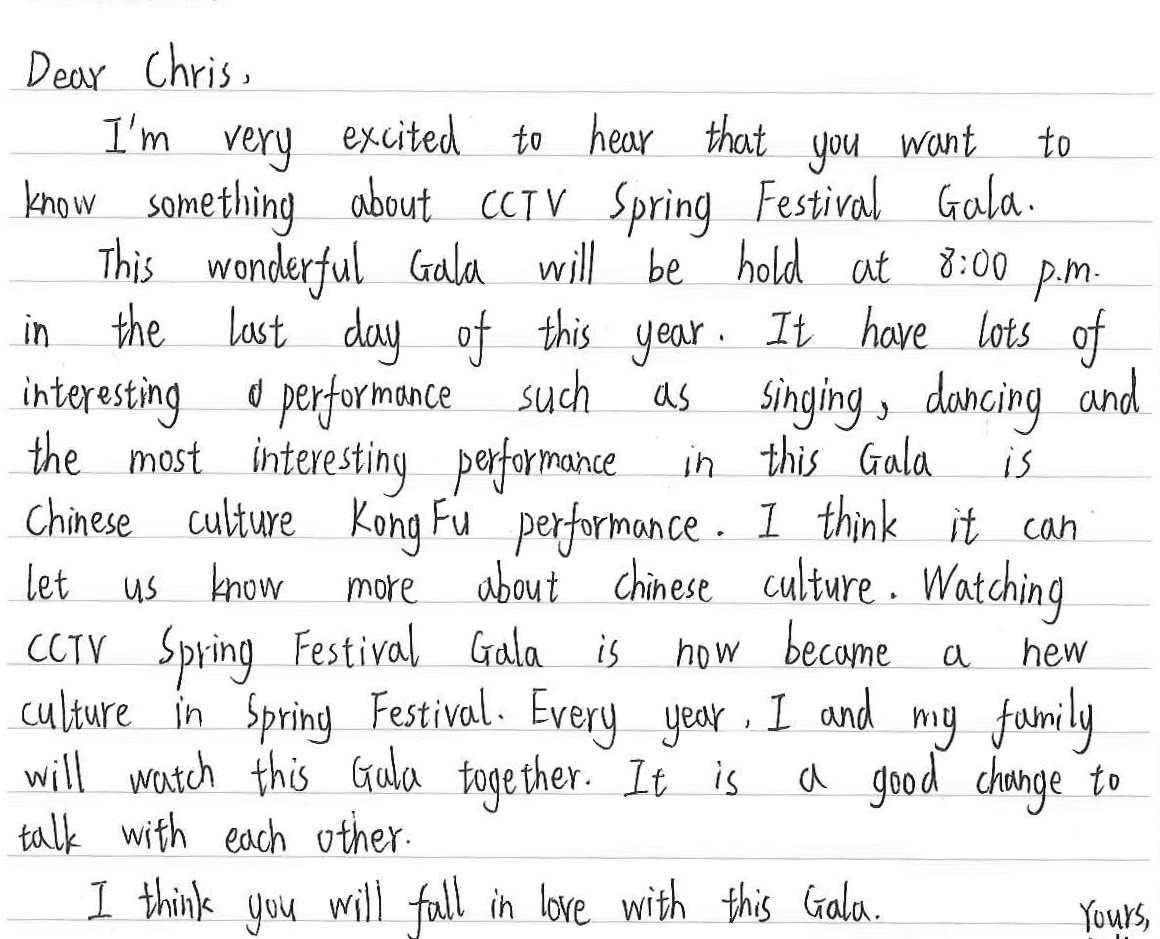 Dear Chris,
I'm very excited to hear that you want to
know something about CCTV Spring Festival Gala.
This wonderful Gala will be hold at 8:00 p.m.
in the last day of this year. It have lots of
interesting performance such as singing, dancing and
the most interesting performance in this Gala is
Chinese culture Kong Fu performance. I think it can
let us know more about Chinese culture. Watching
CCTV Spring Festival Gala is now became a new
culture in Spring Festival. Every year, I and my family
will watch this Gala together. It is a good change to
talk with each other.
I think you will fall in love with this Gala.
Yours,